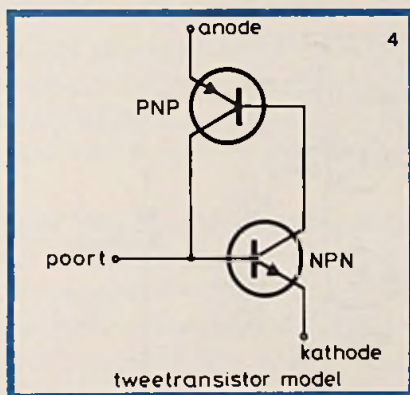 anode
4
PNP
poort
NPN
kathode
tweetransistor model